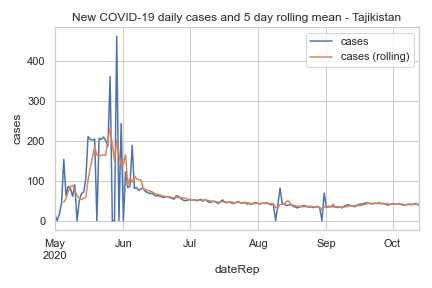 New COVID-19 daily cases and 5 day rolling mean - Tajikistan
cases
cases (rolling)
400
300
200
100
0
cases
May
2020
Jun
Jul
Aug
Sep
Oct
dateRep